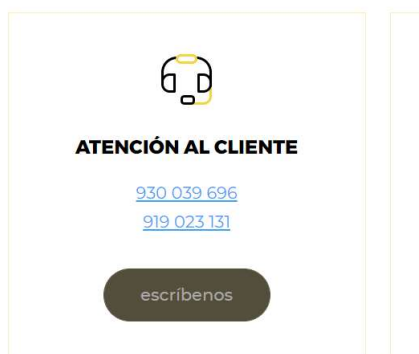 ATENCIÓN AL CLIENTE
930 039 696
919 023 131
escríbenos